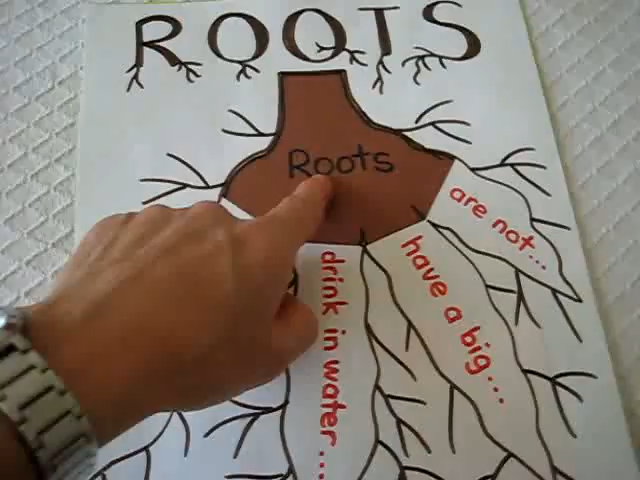 ROOTS
Roots
are not...
have a big...
drink in water...